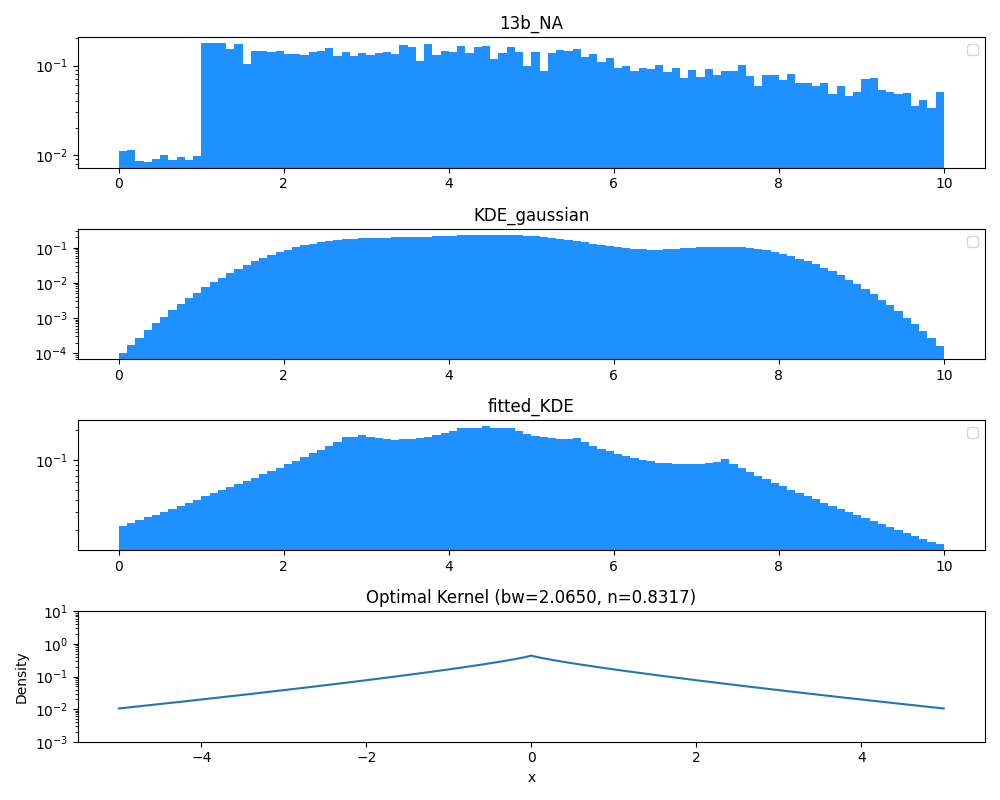 13b_NA
10⁻¹
10⁻²
0 2 4 6 8 10
KDE_gaussian
10⁻¹
10⁻²
10⁻³
10⁻⁴
0 2 4 6 8 10
fitted_KDE
10⁻¹
0 2 4 6 8 10
Optimal Kernel (bw=2.0650, n=0.8317)
10¹
10⁰
10⁻¹
10⁻²
10⁻³
Density
−4 −2 0 2 4
x